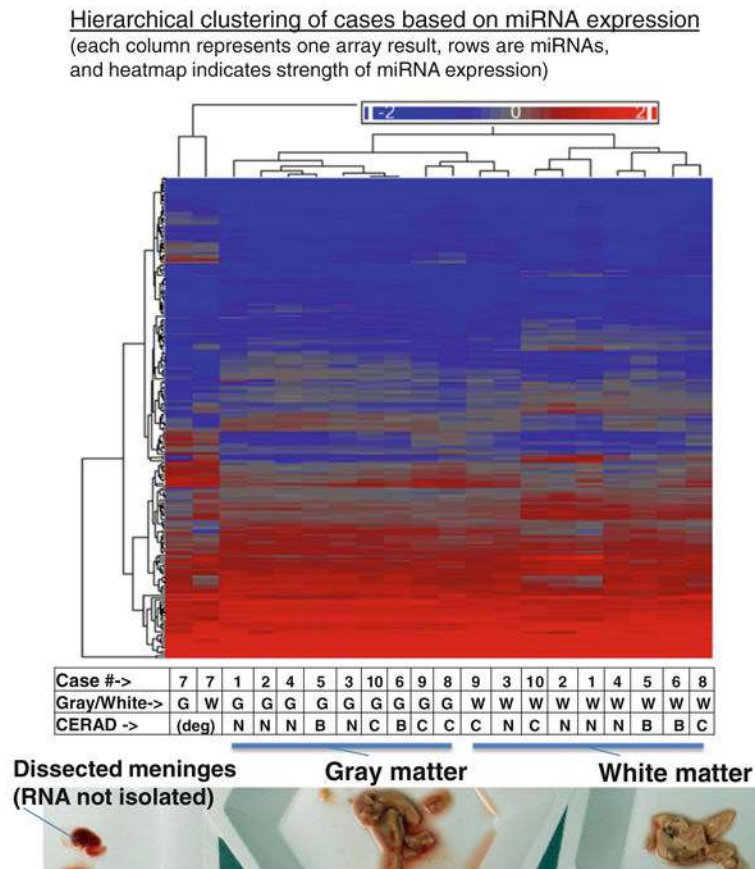 Hierarchical clustering of cases based on miRNA expression
(each column represents one array result, rows are miRNAs,
and heatmap indicates strength of miRNA expression)
-2 0 2
Case #-> 7 7 1 2 4 5 3 10 6 9 8 9 3 10 2 1 4 5 6 8
Gray/White-> G W G G G G G G G G G W W W W W W W W W
CERAD -> (deg) N N N B N C B C C C N C N N N B B C
Dissected meninges
(RNA not isolated)
Gray matter
White matter